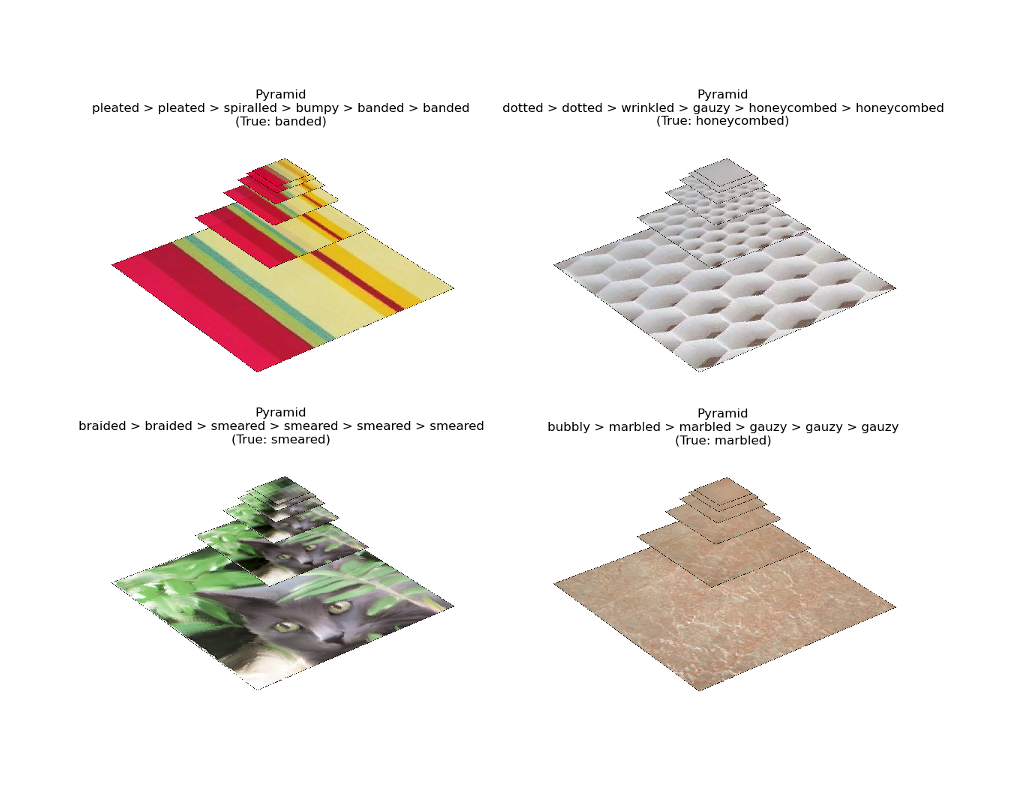 Pyramid
pleated > pleated > spiralled > bumpy > banded > banded
(True: banded)
Pyramid
dotted > dotted > wrinkled > gauzy > honeycombed > honeycombed
(True: honeycombed)
Pyramid
braided > braided > smeared > smeared > smeared > smeared
(True: smeared)
Pyramid
bubbly > marbled > marbled > gauzy > gauzy > gauzy
(True: marbled)